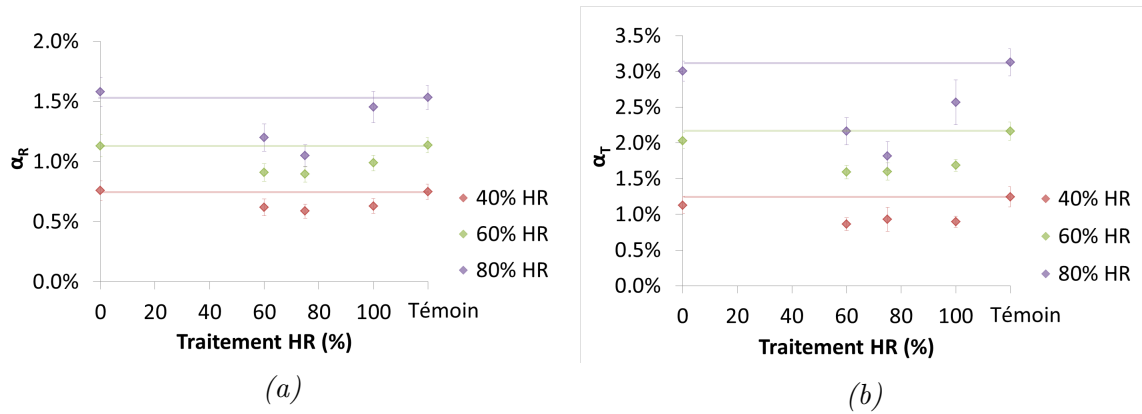 2.0%
1.5%
1.0%
0.5%
0.0%
αR
0 20 40 60 80 100 Témoin
Traitement HR (%)
40% HR
60% HR
80% HR
(a)
3.5%
3.0%
2.5%
2.0%
1.5%
1.0%
0.5%
0.0%
αT
0 20 40 60 80 100 Témoin
Traitement HR (%)
40% HR
60% HR
80% HR
(b)